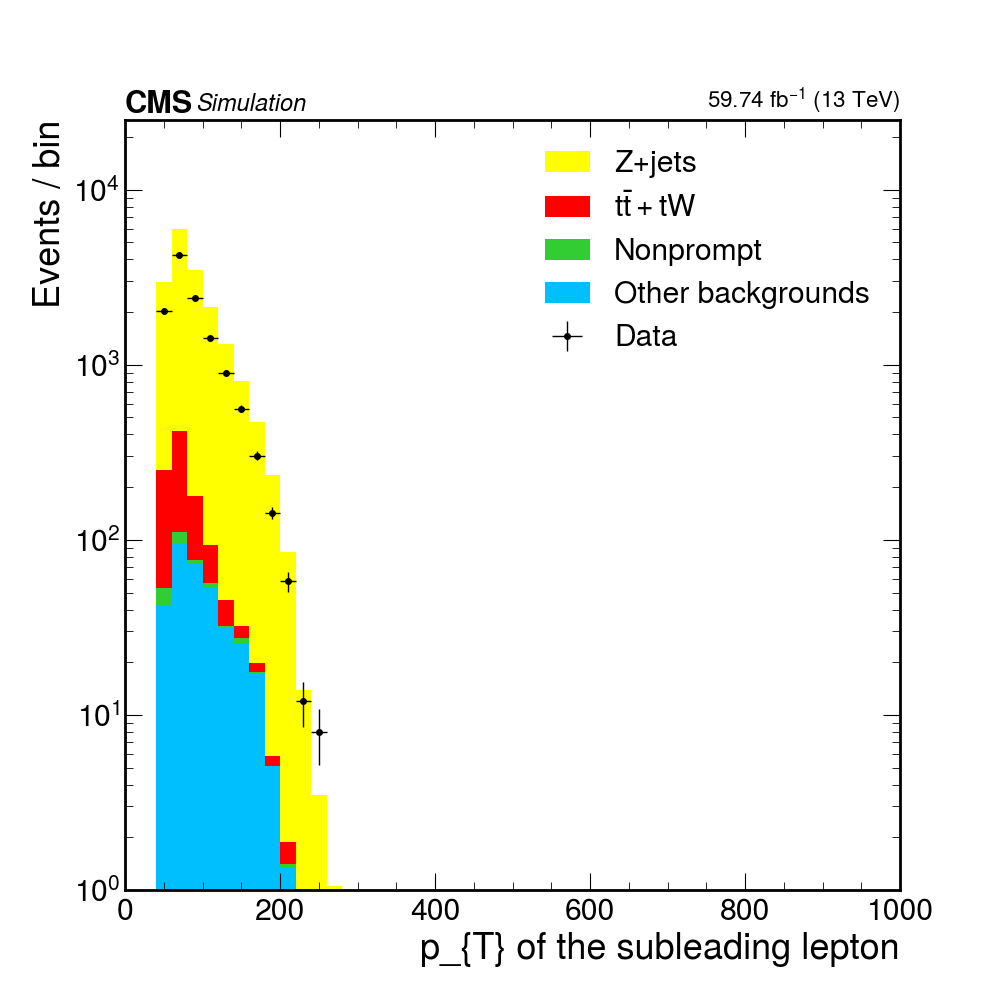 CMS Simulation
59.74 fb⁻¹ (13 TeV)
Events / bin
10⁴
10³
10²
10¹
10⁰
Z+jets
tt̄ + tW
Nonprompt
Other backgrounds
Data
0 200 400 600 800 1000
p_{T} of the subleading lepton